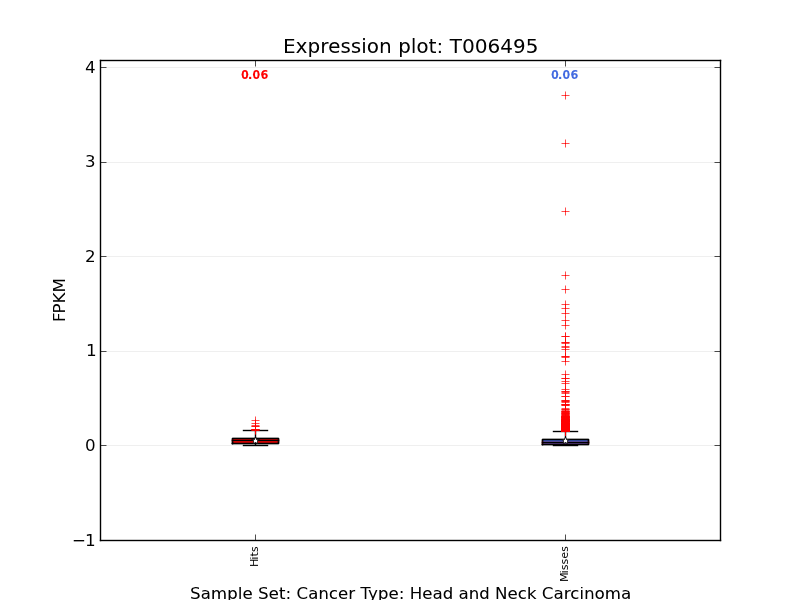 Expression plot: T006495
0.06 0.06
4
3
2
1
0
−1
FPKM
Hits Misses
Sample Set: Cancer Type: Head and Neck Carcinoma